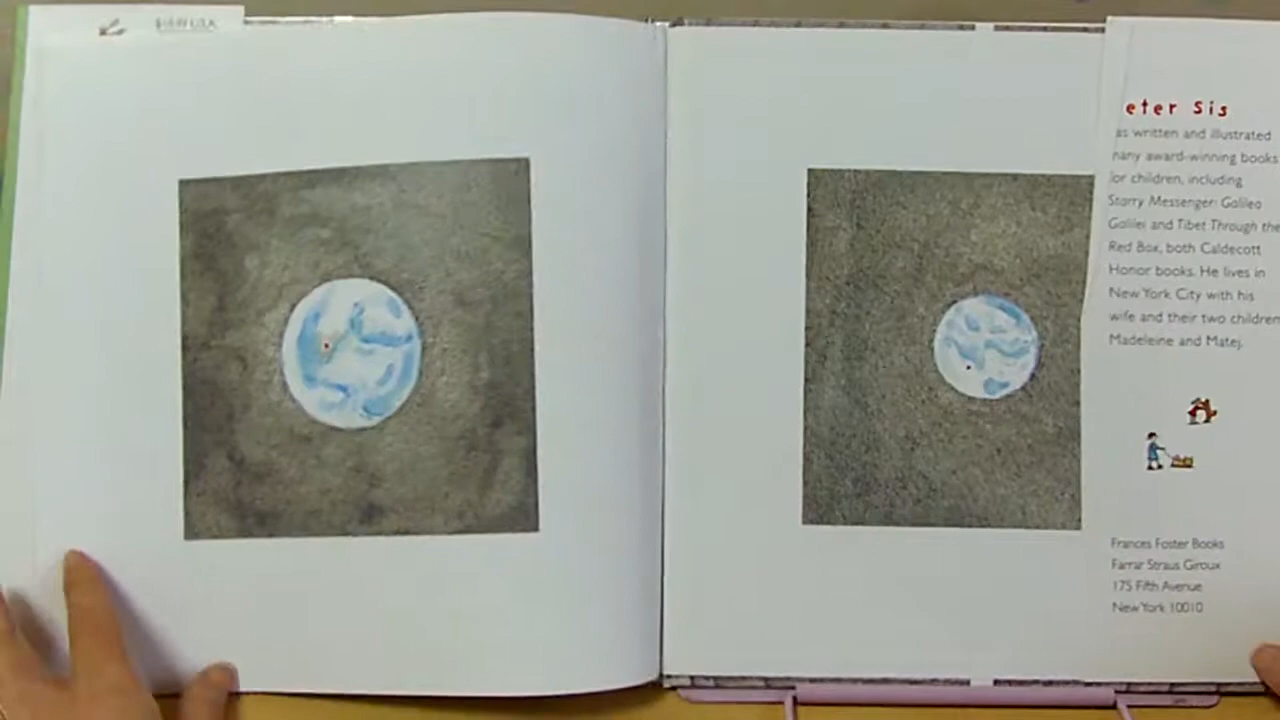 eter Sis
as written and illustrated
many award-winning books
for children, including
Starry Messenger: Galileo
Galilei and Tibet Through the
Red Box, both Caldecott
Honor books. He lives in
New York City with his
wife and their two children
Madeleine and Matej.
Frances Foster Books
Farrar Straus Giroux
175 Fifth Avenue
New York 10010